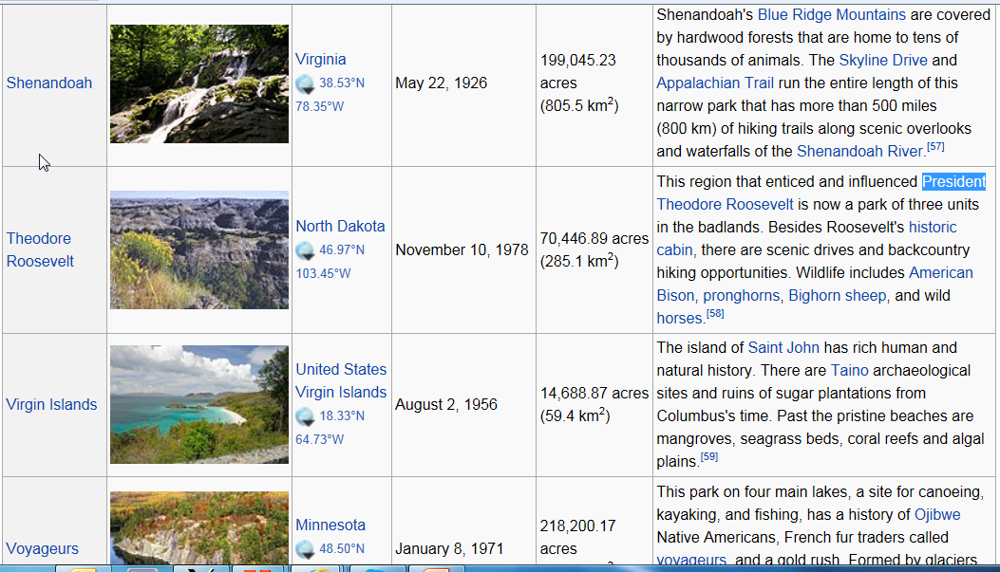 Shenandoah
Virginia
38.53°N
78.35°W
May 22, 1926
199,045.23
acres
(805.5 km2)
Shenandoah's Blue Ridge Mountains are covered
by hardwood forests that are home to tens of
thousands of animals. The Skyline Drive and
Appalachian Trail run the entire length of this
narrow park that has more than 500 miles
(800 km) of hiking trails along scenic overlooks
and waterfalls of the Shenandoah River.[57]
Theodore
Roosevelt
North Dakota
46.97°N
103.45°W
November 10, 1978
70,446.89 acres
(285.1 km2)
This region that enticed and influenced President
Theodore Roosevelt is now a park of three units
in the badlands. Besides Roosevelt's historic
cabin, there are scenic drives and backcountry
hiking opportunities. Wildlife includes American
Bison, pronghorns, Bighorn sheep, and wild
horses.[58]
Virgin Islands
United States
Virgin Islands
18.33°N
64.73°W
August 2, 1956
14,688.87 acres
(59.4 km2)
The island of Saint John has rich human and
natural history. There are Taino archaeological
sites and ruins of sugar plantations from
Columbus's time. Past the pristine beaches are
mangroves, seagrass beds, coral reefs and algal
plains.[59]
Voyageurs
Minnesota
48.50°N
January 8, 1971
218,200.17
acres
This park on four main lakes, a site for canoeing,
kayaking, and fishing, has a history of Ojibwe
Native Americans, French fur traders called
voyageurs, and a gold rush. Formed by glaciers